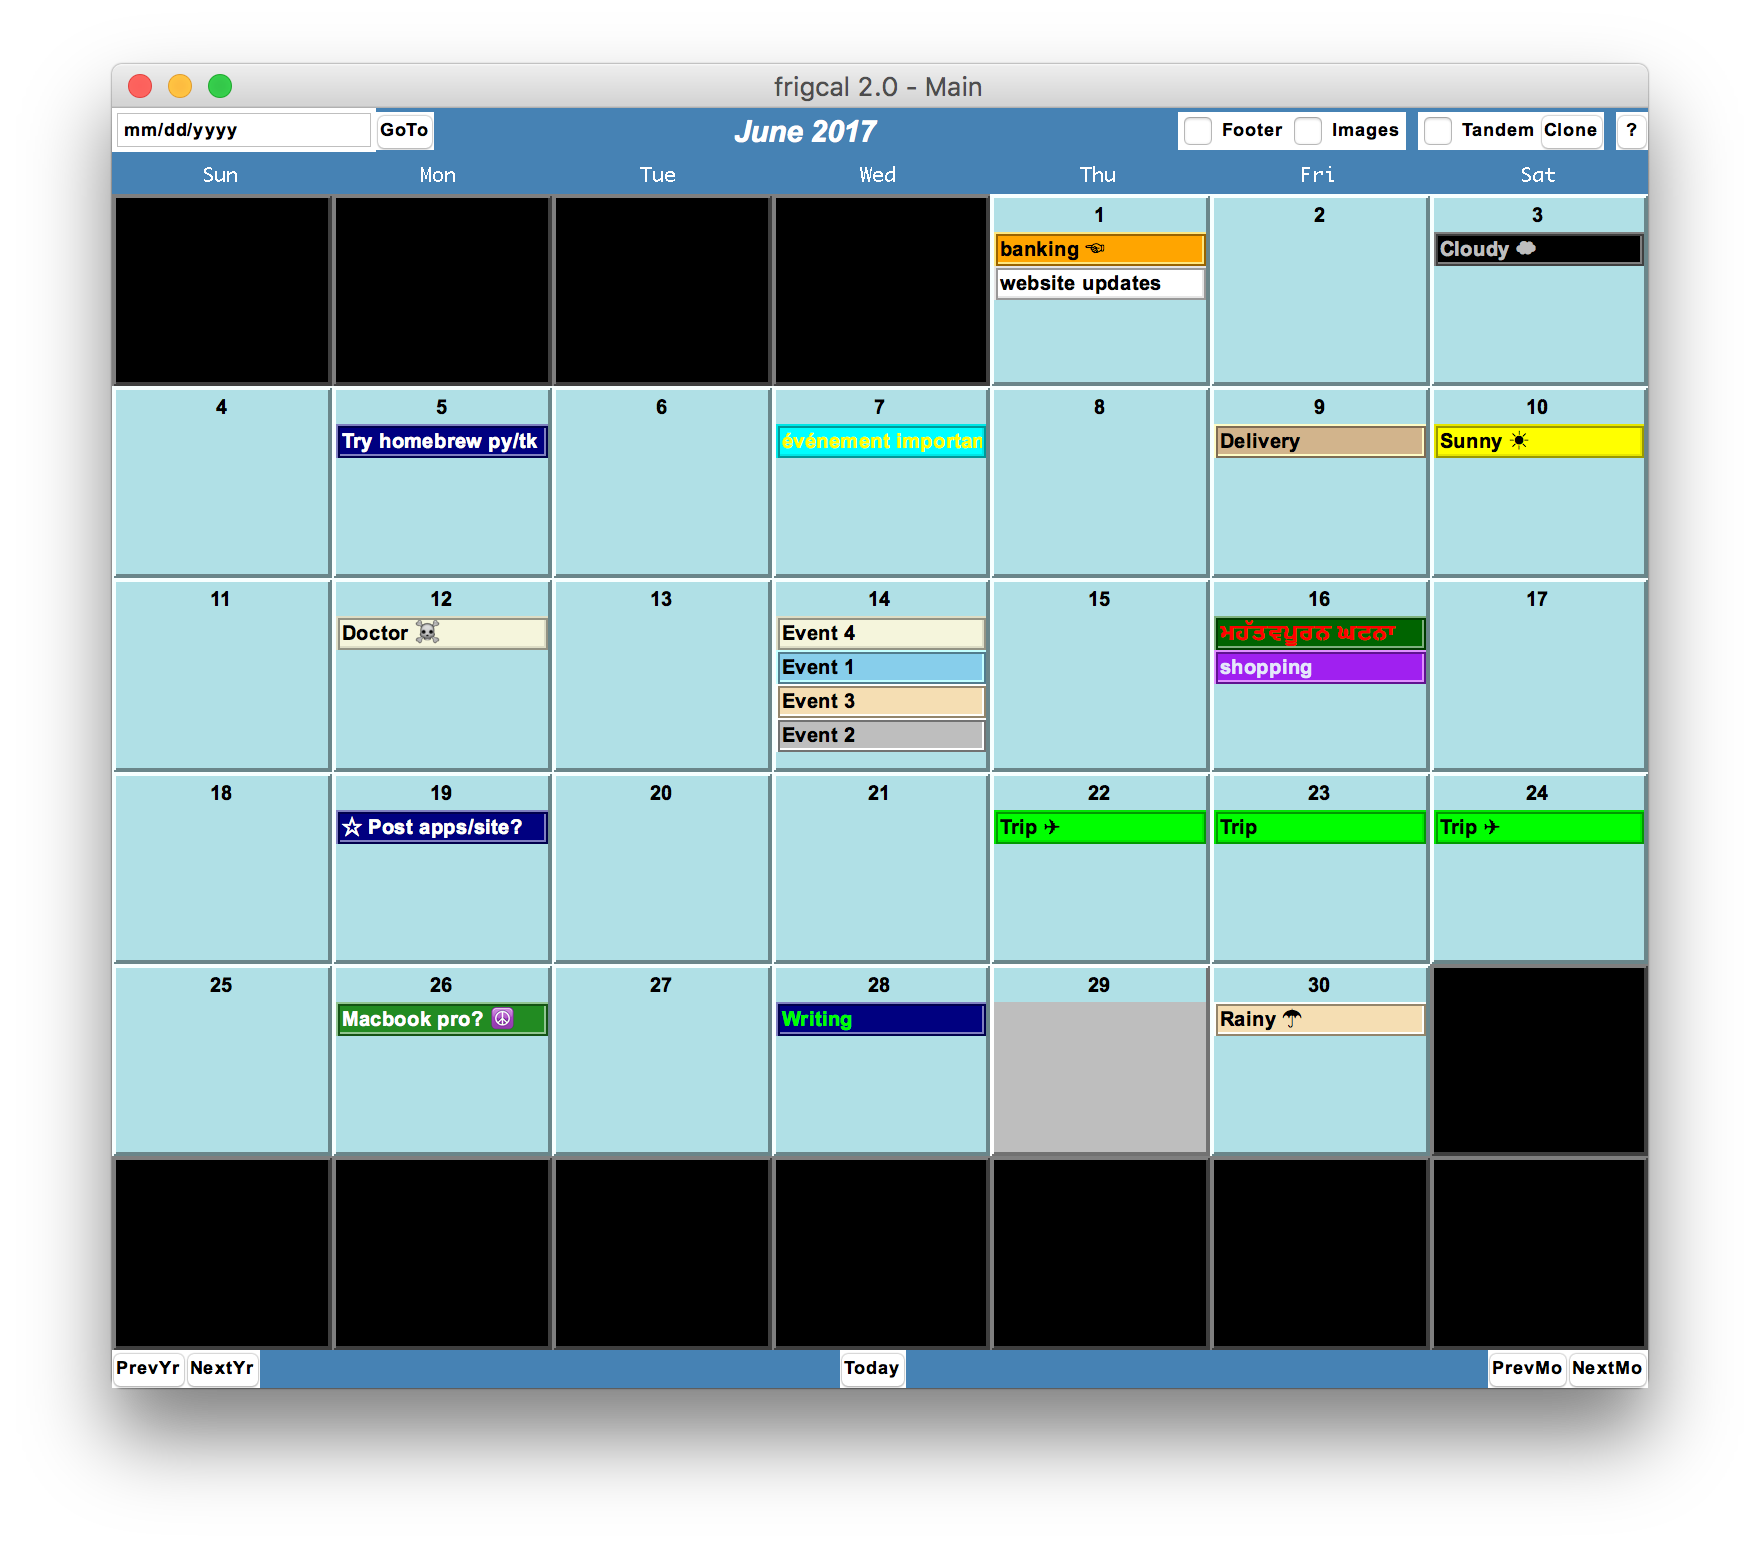 frigcal 2.0 - Main
mm/dd/yyyy GoTo June 2017 Footer Images Tandem Clone ?
Sun Mon Tue Wed Thu Fri Sat
1 2 3
banking ☜ Cloudy ☁
website updates
4 5 6 7 8 9 10
Try homebrew py/tk événement importan Delivery Sunny ☀
11 12 13 14 15 16 17
Doctor ☠ Event 4 ਮਹੱਤਵਪੂਰਨ ਘਟਨਾ
Event 1 shopping
Event 3
Event 2
18 19 20 21 22 23 24
☆ Post apps/site? Trip ✈ Trip Trip ✈
25 26 27 28 29 30
Macbook pro? ☮ Writing Rainy ☂
PrevYr NextYr Today PrevMo NextMo